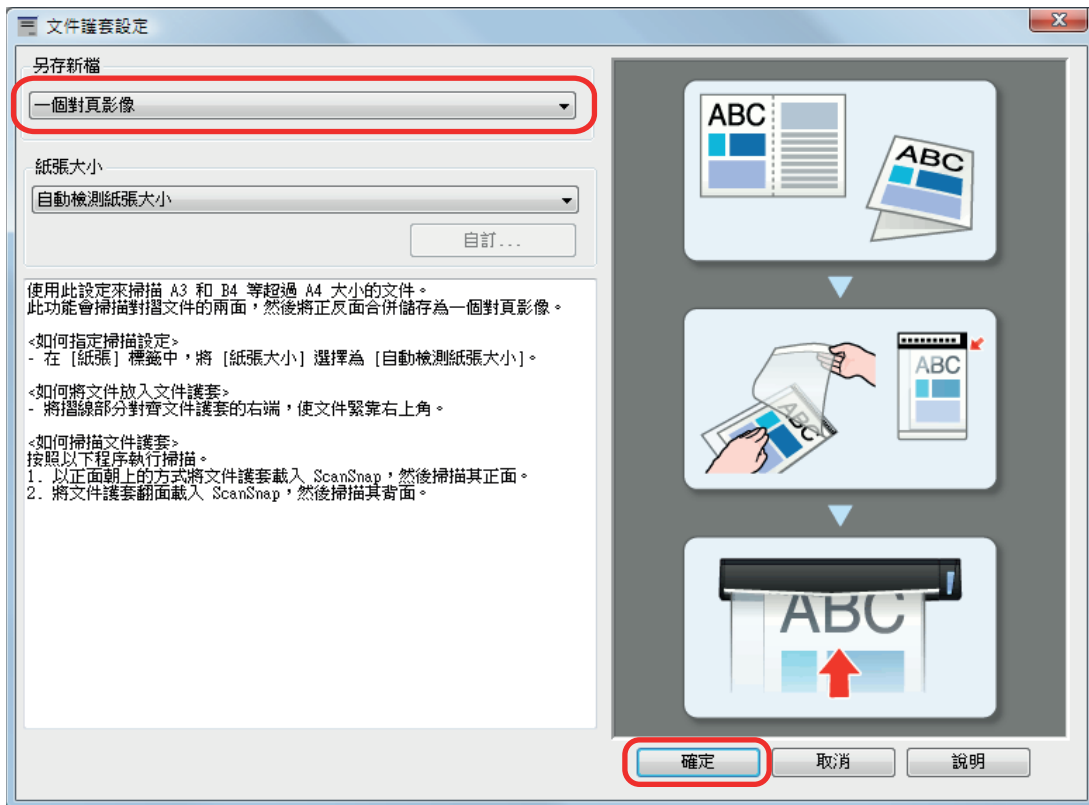 文件護套設定
另存新檔
一個對頁影像
紙張大小
自動檢測紙張大小
自訂...
使用此設定來掃描 A3 和 B4 等超過 A4 大小的文件。
此功能會掃描對摺文件的兩面，然後將正反面合併儲存為一個對頁影像。
<如何指定掃描設定>
- 在 [紙張] 標籤中，將 [紙張大小] 選擇為 [自動檢測紙張大小]。
<如何將文件放入文件護套>
- 將摺線部分對齊文件護套的右端，使文件緊靠右上角。
<如何掃描文件護套>
按照以下程序執行掃描。
1. 以正面朝上的方式將文件護套載入 ScanSnap，然後掃描其正面。
2. 將文件護套翻面載入 ScanSnap，然後掃描其背面。
ABC
ABC
ABC
ABC
ABC
確定
取消
說明